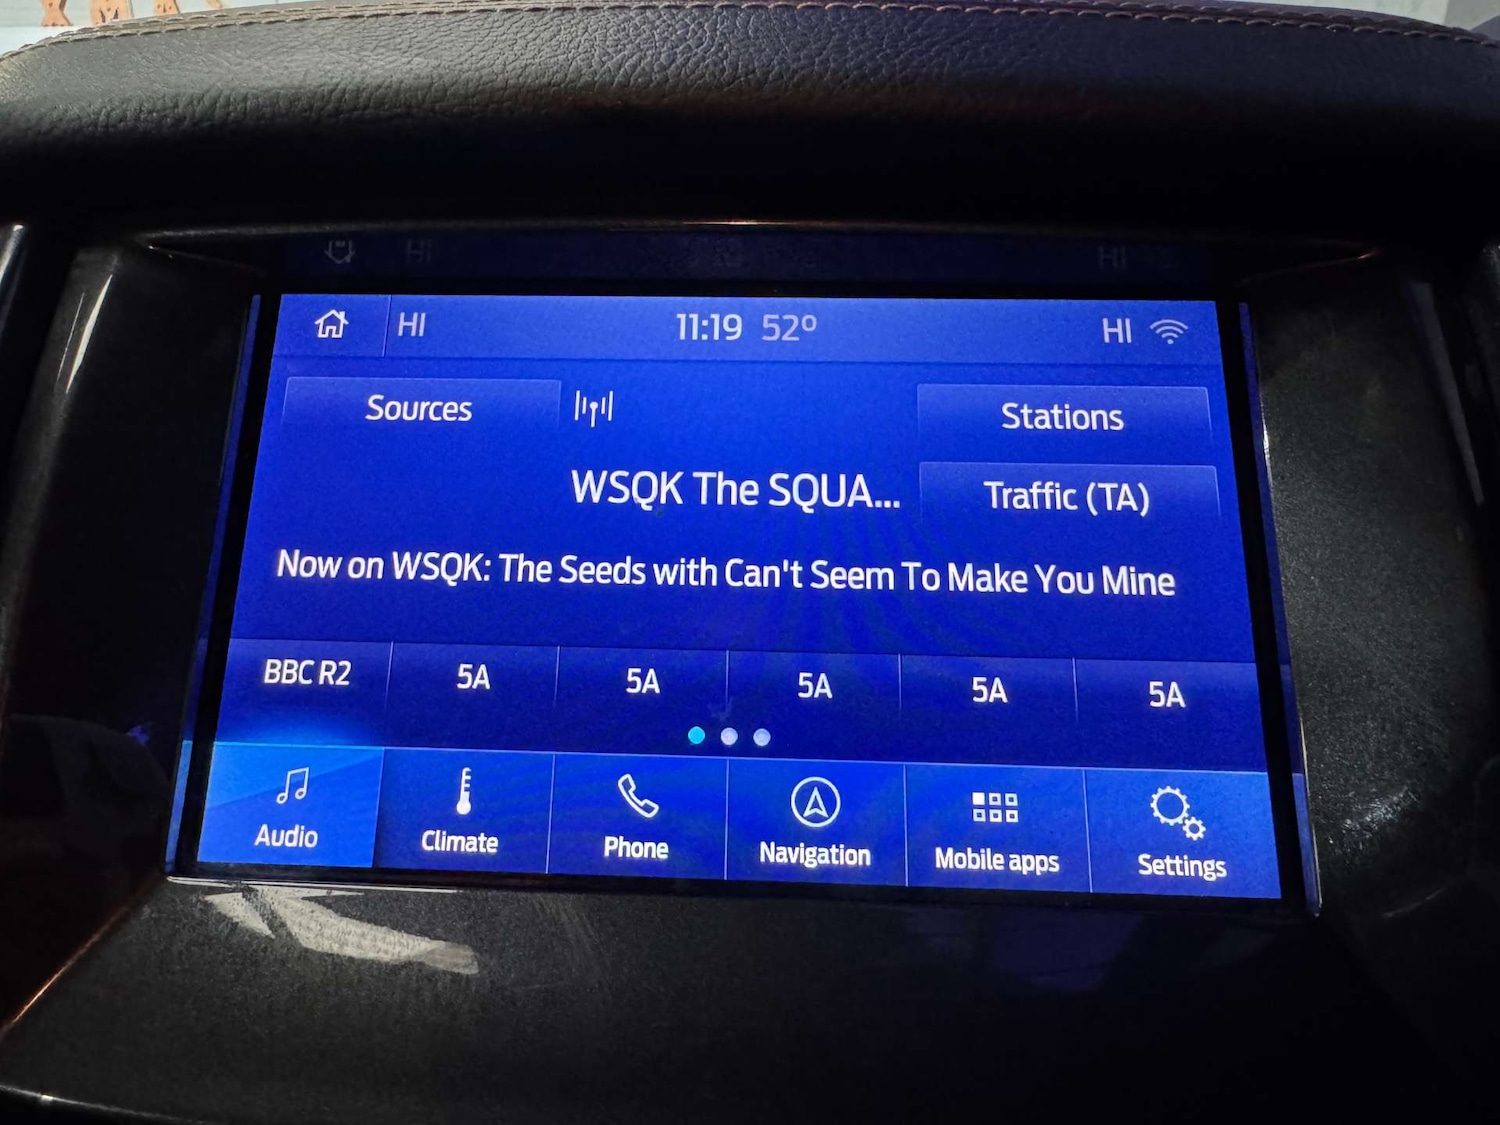 HI 11:19 52º HI
Sources Stations
WSQK The SQUA... Traffic (TA)
Now on WSQK: The Seeds with Can't Seem To Make You Mine
BBC R2 5A 5A 5A 5A 5A
Audio Climate Phone Navigation Mobile apps Settings